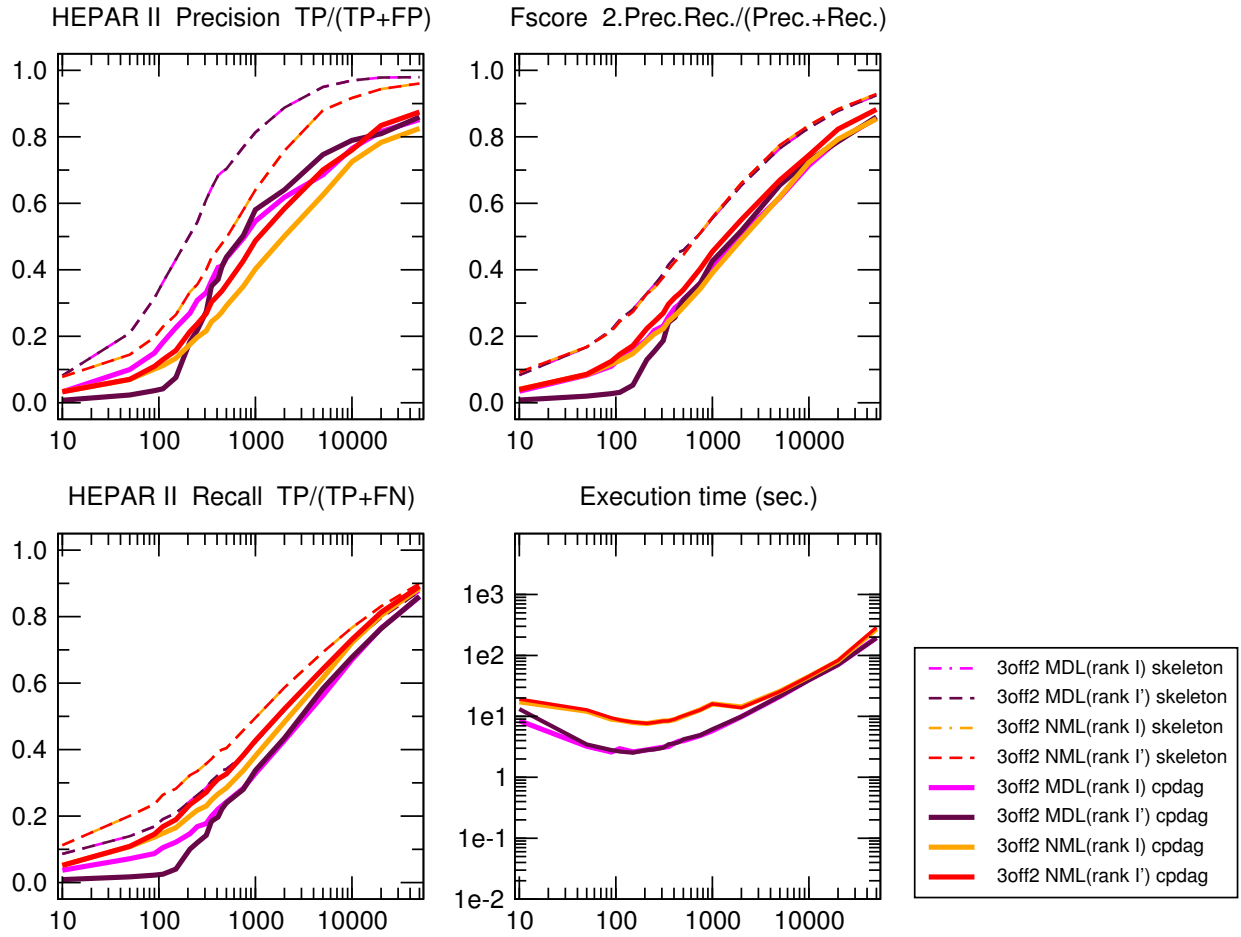 HEPAR II Precision TP/(TP+FP)
1.0
0.8
0.6
0.4
0.2
0.0
10 100 1000 10000
Fscore 2.Prec.Rec./(Prec.+Rec.)
1.0
0.8
0.6
0.4
0.2
0.0
10 100 1000 10000
HEPAR II Recall TP/(TP+FN)
1.0
0.8
0.6
0.4
0.2
0.0
10 100 1000 10000
Execution time (sec.)
1e3
1e2
1e1
1
1e-1
1e-2
10 100 1000 10000
3off2 MDL(rank I) skeleton
3off2 MDL(rank I') skeleton
3off2 NML(rank I) skeleton
3off2 NML(rank I') skeleton
3off2 MDL(rank I) cpdag
3off2 MDL(rank I') cpdag
3off2 NML(rank I) cpdag
3off2 NML(rank I') cpdag